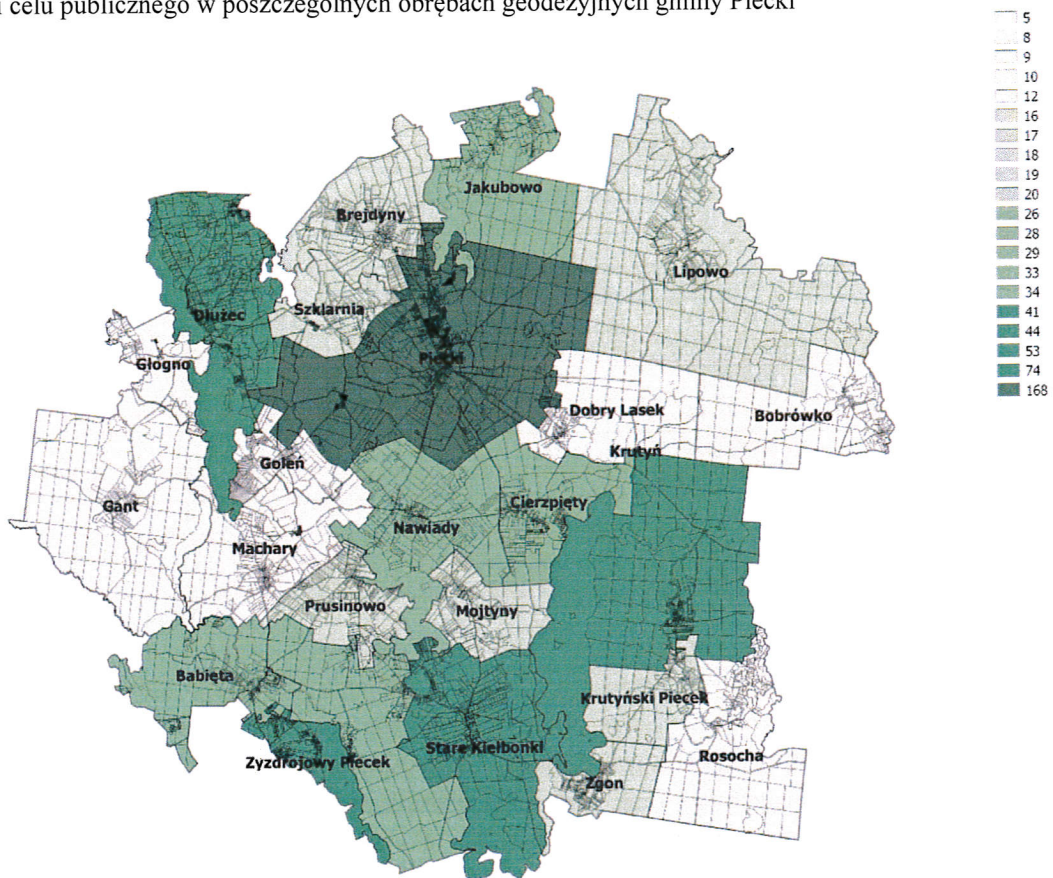 i celu publicznego w poszczególnych obrębach geodezyjnych gminy Piecki
5
8
9
10
12
16
17
18
19
20
26
28
29
33
34
41
44
53
74
168
Jakubowo
Brejdyny
Lipowo
Szklarnia
Dłużec
Piecki
Głogno
Dobry Lasek
Bobrówko
Krutyń
Goleń
Gant
Cierzpięty
Nawiady
Machary
Prusinowo
Mojtyny
Babięta
Krutyński Piecek
Stare Kiełbonki
Rosocha
Zyzdrojowy Piecek
Zgon